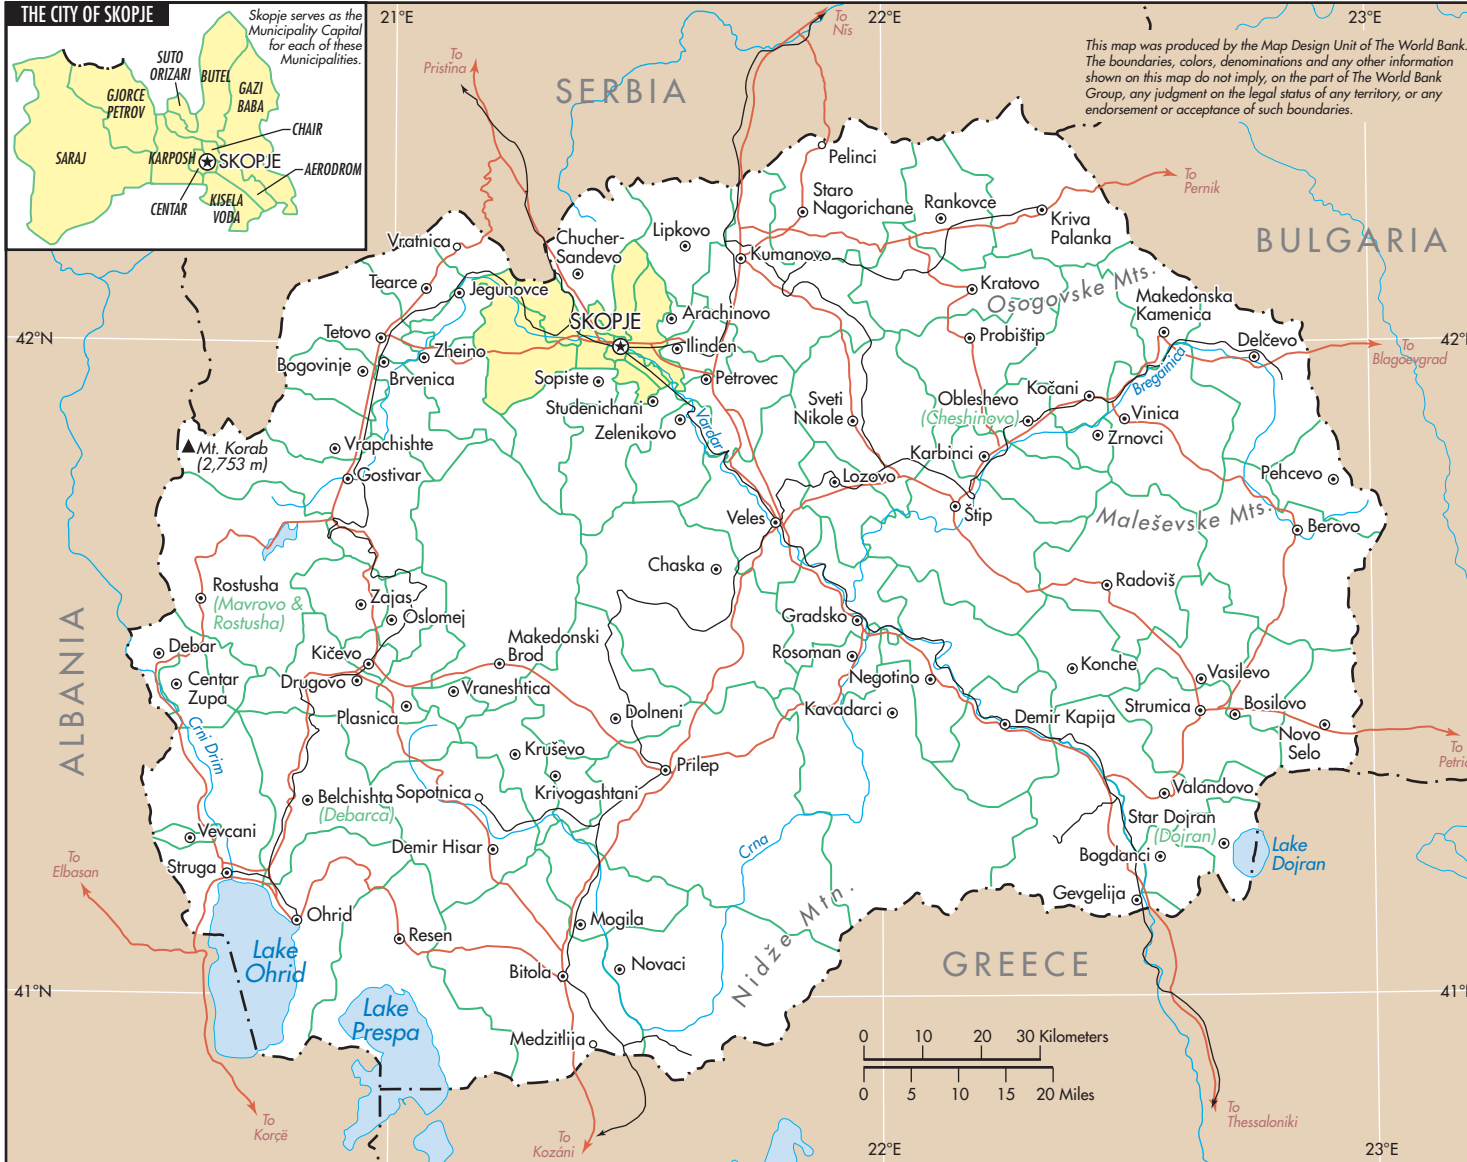 THE CITY OF SKOPJE
Skopje serves as the
Municipality Capital
for each of these
Municipalities.
SUTO
ORIZARI
BUTEL
GJORCE
PETROV
GAZI
BABA
CHAIR
SARAJ
KARPOSH
SKOPJE
AERODROM
CENTAR
KISELA
VODA
21°E
22°E
23°E
To
Niš
To
Pristina
SERBIA
This map was produced by the Map Design Unit of The World Bank.
The boundaries, colors, denominations and any other information
shown on this map do not imply, on the part of The World Bank
Group, any judgment on the legal status of any territory, or any
endorsement or acceptance of such boundaries.
Pelinci
To
Pernik
Staro
Nagorichane
Rankovce
Kriva
Palanka
BULGARIA
Vratnica
Chucher-
Sandevo
Lipkovo
Kumanovo
Tearce
Jegunovce
Kratovo
Osogovske Mts.
Makedonska
Kamenica
Arachinovo
SKOPJE
42°N
Tetovo
Zheino
Ilinden
Probištip
Delčevo
42°N
To
Blagoevgrad
Bogovinje
Brvenica
Sopiste
Petrovec
Bregalnica
Studenichani
Zelenikovo
Vardar
Sveti
Nikole
Obleshevo
(Cheshinovo)
Kočani
Vinica
Zrnovci
Mt. Korab
(2,753 m)
Vrapchishte
Karbinci
Gostivar
Lozovo
Pehcevo
Štip
Veles
Maleševske Mts.
Berovo
Chaska
Rostusha
(Mavrovo &
Rostusha)
Zajas
Oslomej
Radoviš
Gradsko
ALBANIA
Debar
Kičevo
Makedonski
Brod
Rosoman
Konche
Vasilevo
Centar
Zupa
Drugovo
Vraneshtica
Negotino
Plasnica
Dolneni
Kavadarci
Demir Kapija
Strumica
Bosilovo
Novo
Selo
To
Petric
Crni Drim
Kruševo
Prilep
Belchishta
(Debarca)
Sopotnica
Krivogashtani
Valandovo
Vevcani
Demir Hisar
Crna
Star Dojran
(Dojran)
Lake
Dojran
Bogdanci
To
Elbasan
Struga
Gevgelija
Ohrid
Mogila
Nidže Mtn.
Lake
Ohrid
Resen
Novaci
GREECE
Bitola
41°N
41°N
Lake
Prespa
Medzitlija
0 10 20 30 Kilometers
0 5 10 15 20 Miles
To
Korçë
To
Kozáni
To
Thessaloniki
22°E
23°E